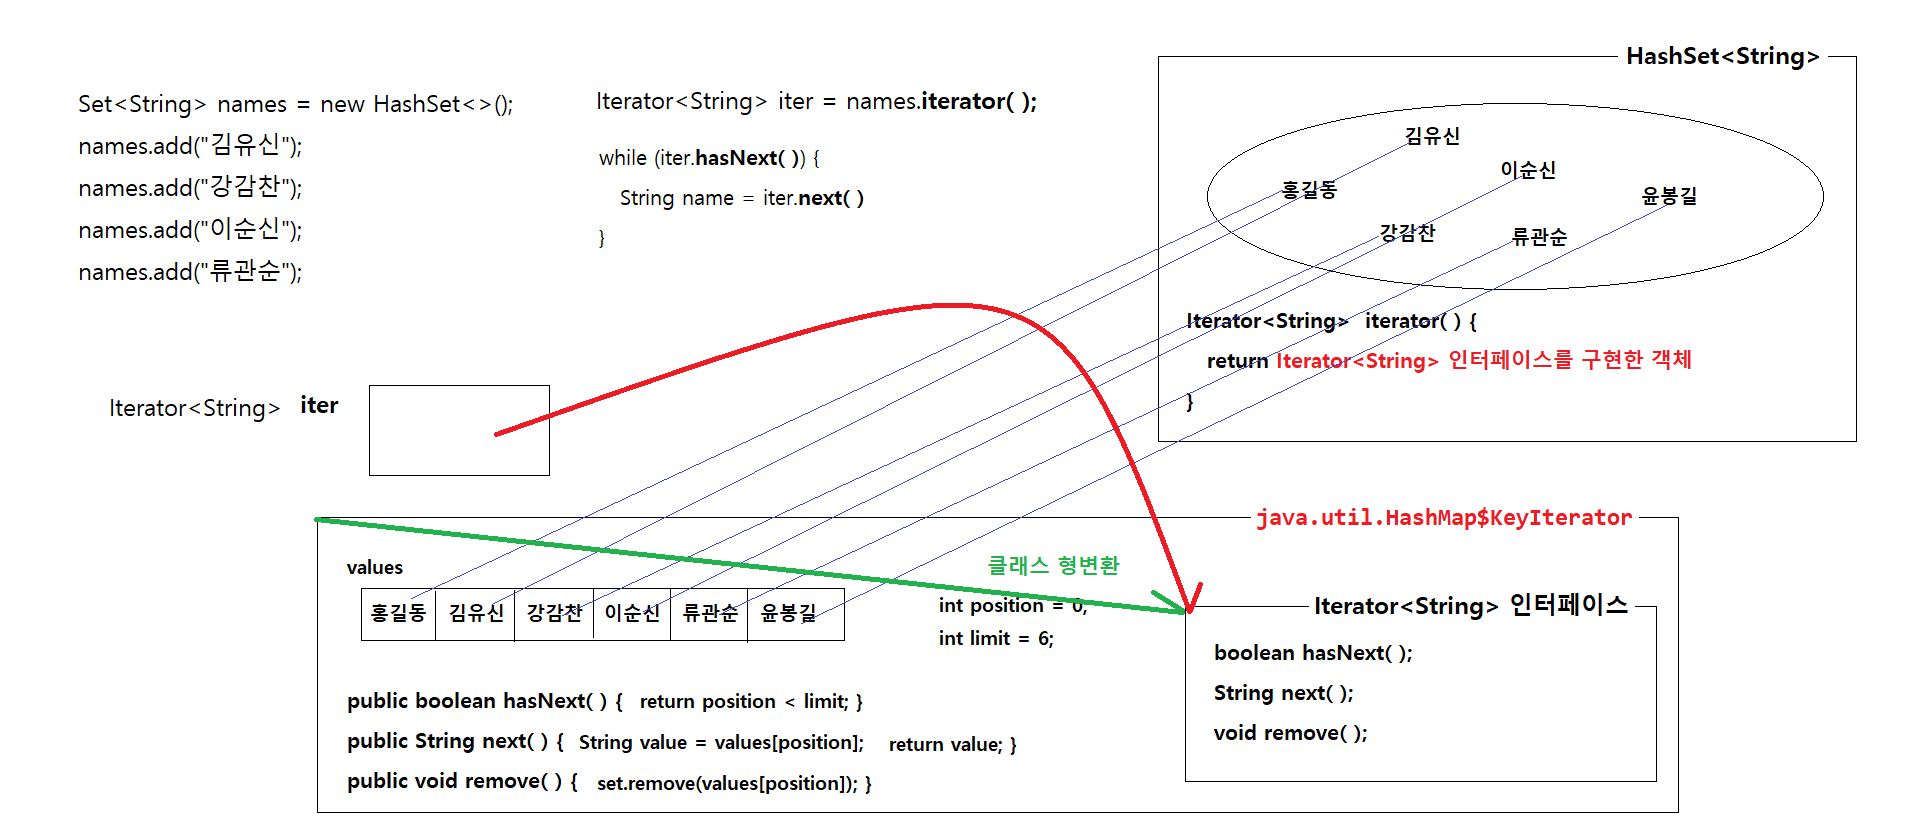 Set<String> names = new HashSet<>();
names.add("김유신");
names.add("강감찬");
names.add("이순신");
names.add("류관순");
Iterator<String> iter = names.iterator( );
while (iter.hasNext( )) {
String name = iter.next( )
}
HashSet<String>
김유신
이순신
홍길동
윤봉길
강감찬
류관순
Iterator<String> iterator( ) {
return Iterator<String> 인터페이스를 구현한 객체
}
Iterator<String> iter
java.util.HashMap$KeyIterator
values
홍길동 김유신 강감찬 이순신 류관순 윤봉길
클래스 형변환
int position = 0;
int limit = 6;
public boolean hasNext( ) { return position < limit; }
public String next( ) { String value = values[position]; return value; }
public void remove( ) { set.remove(values[position]); }
Iterator<String> 인터페이스
boolean hasNext( );
String next( );
void remove( );